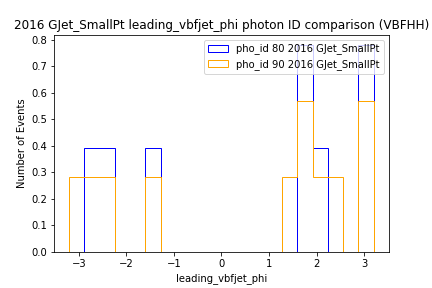 2016 GJet_SmallPt leading_vbfjet_phi photon ID comparison (VBFHH)
pho_id 80 2016 GJet_SmallPt
pho_id 90 2016 GJet_SmallPt
Number of Events
0.8
0.7
0.6
0.5
0.4
0.3
0.2
0.1
0.0
−3 −2 −1 0 1 2 3
leading_vbfjet_phi